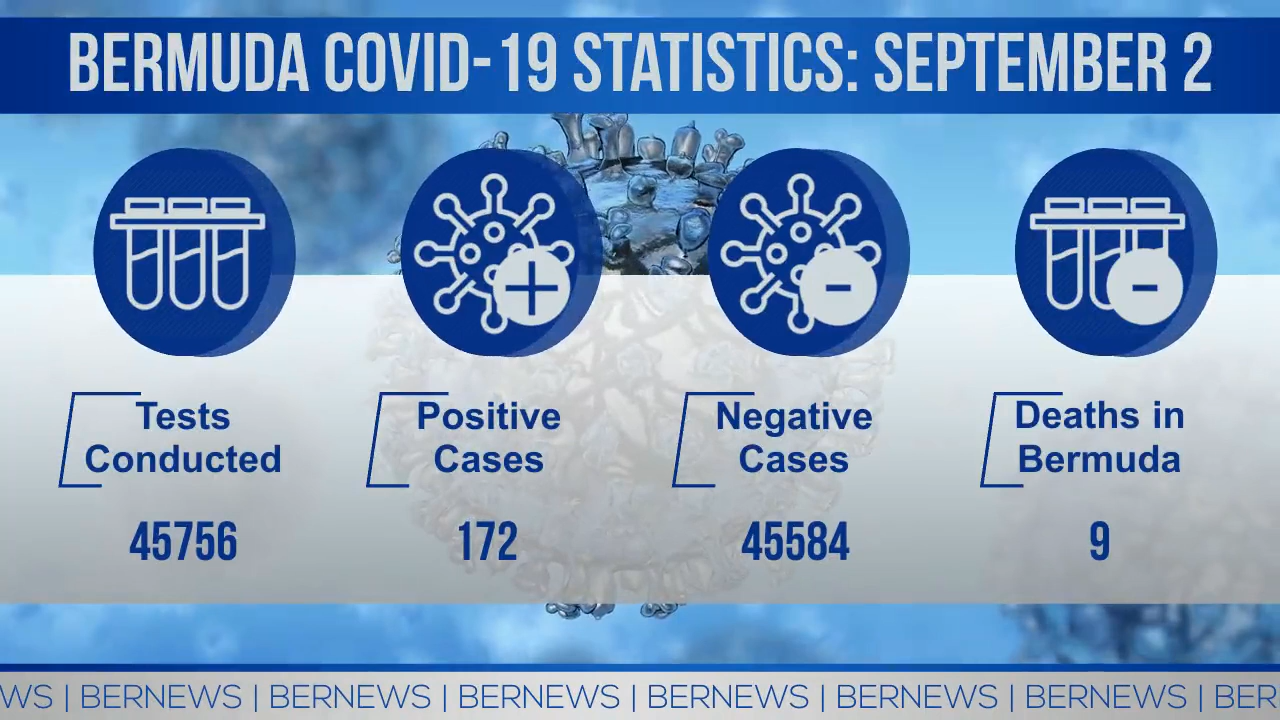 BERMUDA COVID-19 STATISTICS: SEPTEMBER 2
Tests
Conducted
45756
Positive
Cases
172
Negative
Cases
45584
Deaths in
Bermuda
9
WS | BERNEWS | BERNEWS | BERNEWS | BERNEWS | BERNEWS | BERNEWS | BER